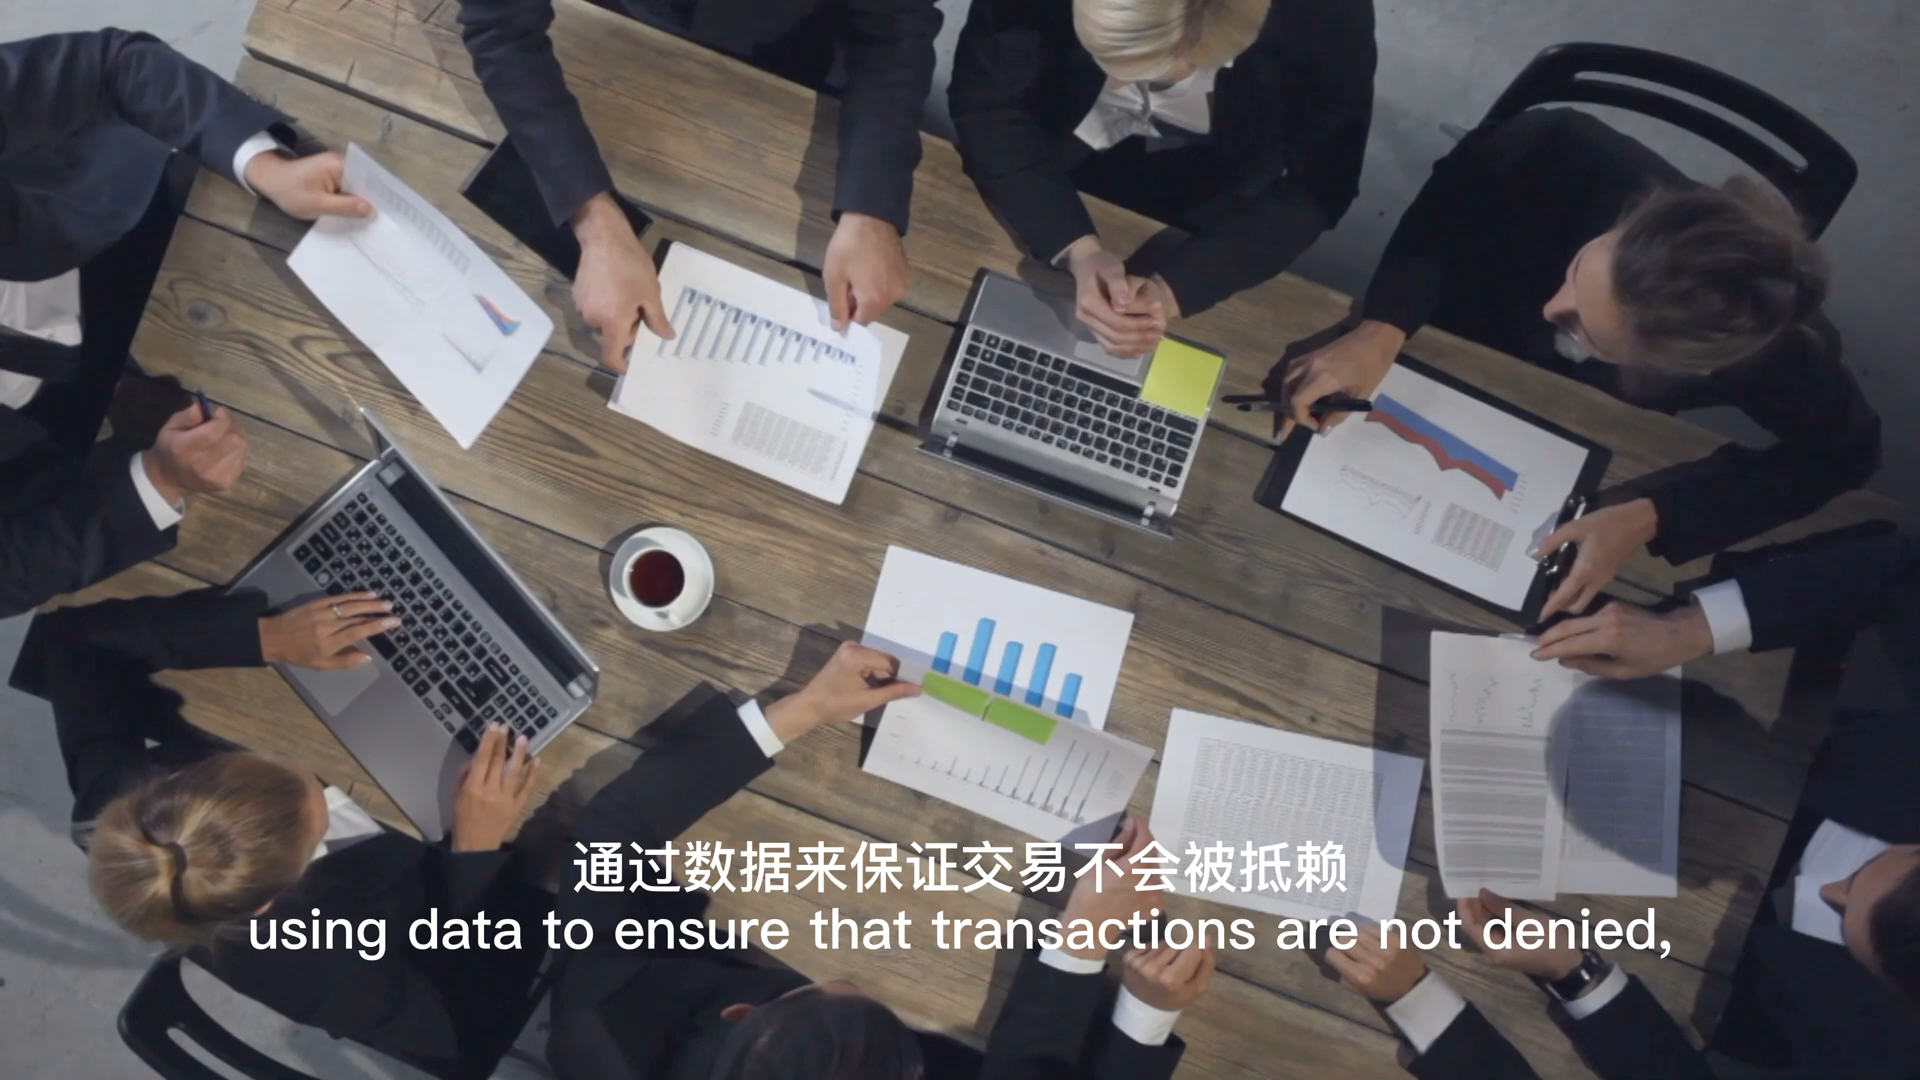 通过数据来保证交易不会被抵赖
using data to ensure that transactions are not denied,